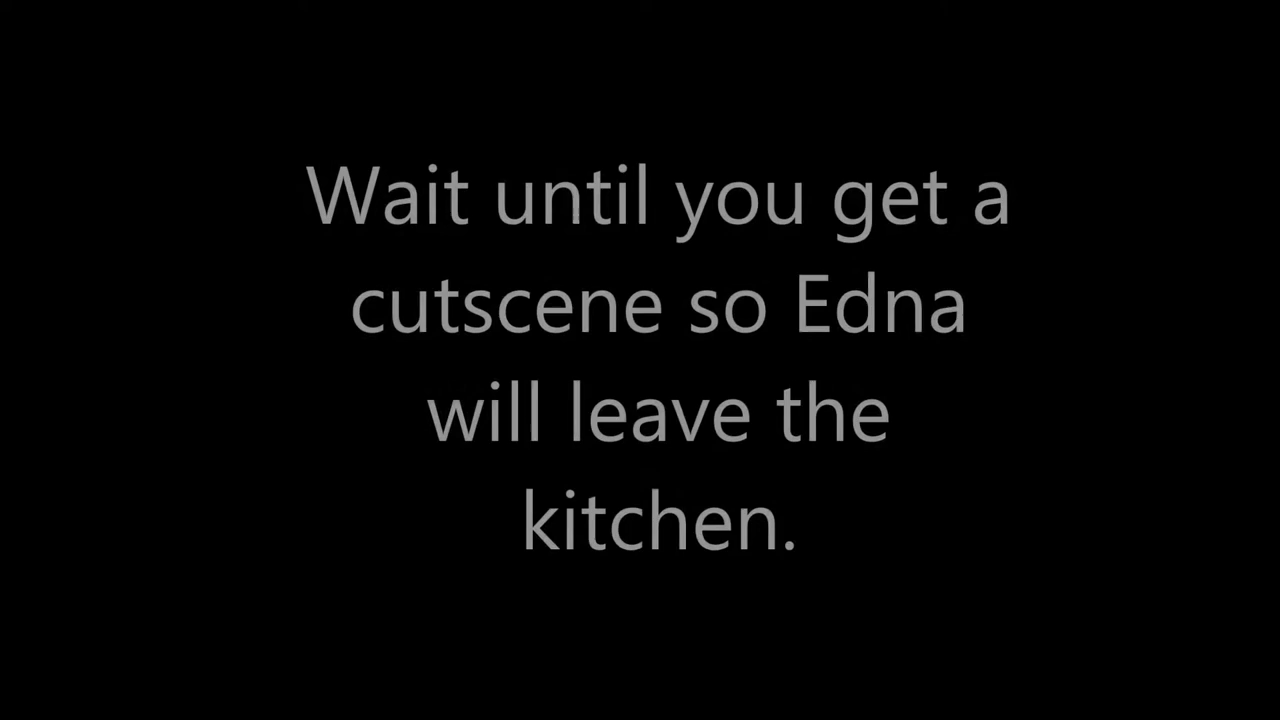 Wait until you get a
cutscene so Edna
will leave the
kitchen.